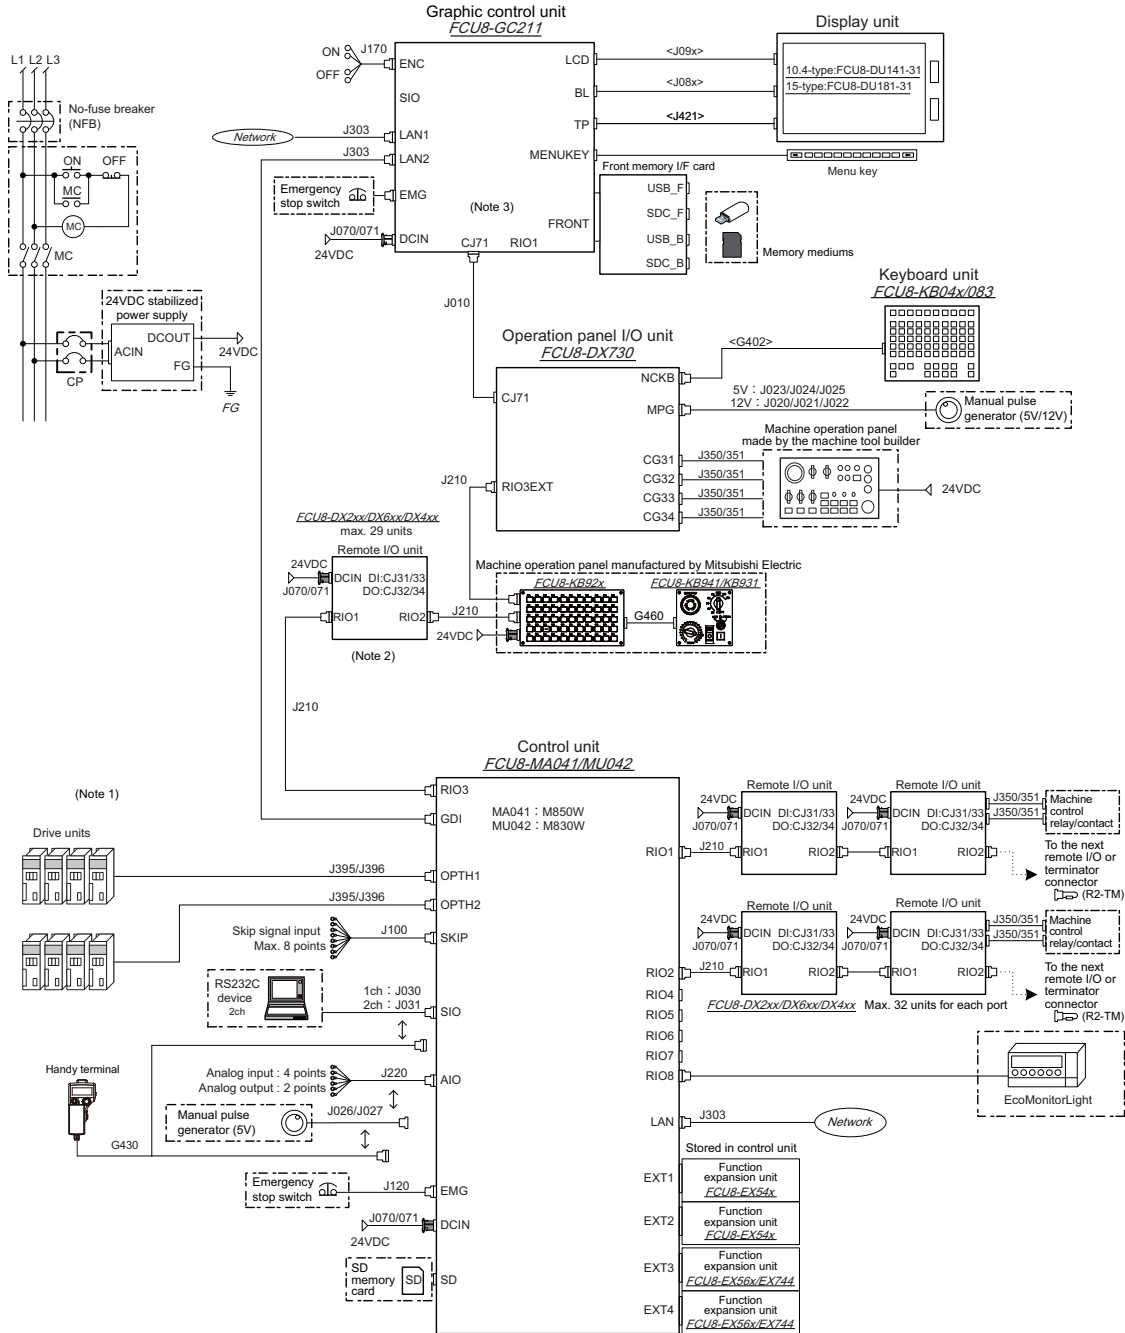 Graphic control unit
FCU8-GC211
Display unit
ON
OFF
J170
ENC
SIO
LAN1
LAN2
EMG
DCIN
CJ71
RIO1
(Note 3)
LCD
BL
TP
MENUKEY
FRONT
<J09x>
<J08x>
<J421>
10.4-type:FCU8-DU141-31
15-type:FCU8-DU181-31
Menu key
Front memory I/F card
USB_F
SDC_F
USB_B
SDC_B
Memory mediums
L1 L2 L3
No-fuse breaker
(NFB)
ON
OFF
MC
MC
MC
Network
J303
J303
Emergency
stop switch
J070/071
24VDC
24VDC stabilized
power supply
DCOUT
ACIN
FG
24VDC
FG
CP
J010
Keyboard unit
FCU8-KB04x/083
Operation panel I/O unit
FCU8-DX730
CJ71
RIO3EXT
NCKB
MPG
CG31
CG32
CG33
CG34
<G402>
5V : J023/J024/J025
12V : J020/J021/J022
Manual pulse
generator (5V/12V)
Machine operation panel
made by the machine tool builder
J350/351
J350/351
J350/351
J350/351
24VDC
J210
FCU8-DX2xx/DX6xx/DX4xx
max. 29 units
Remote I/O unit
24VDC
J070/071
DCIN DI:CJ31/33
DO:CJ32/34
RIO1
RIO2
(Note 2)
J210
24VDC
Machine operation panel manufactured by Mitsubishi Electric
FCU8-KB92x
FCU8-KB941/KB931
G460
J210
Control unit
FCU8-MA041/MU042
MA041 : M850W
MU042 : M830W
RIO3
GDI
OPTH1
OPTH2
SKIP
SIO
AIO
EMG
DCIN
SD
(Note 1)
Drive units
J395/J396
J395/J396
Skip signal input
Max. 8 points
J100
RS232C
device
2ch
1ch : J030
2ch : J031
Handy terminal
Analog input : 4 points
Analog output : 2 points
J220
Manual pulse
generator (5V)
J026/J027
G430
Emergency
stop switch
J120
J070/071
24VDC
SD
memory
card
SD
RIO1
RIO2
RIO4
RIO5
RIO6
RIO7
RIO8
LAN
EXT1
EXT2
EXT3
EXT4
J210
Remote I/O unit
24VDC
J070/071
DCIN DI:CJ31/33
DO:CJ32/34
RIO1
RIO2
Remote I/O unit
24VDC
J070/071
DCIN DI:CJ31/33
DO:CJ32/34
RIO1
RIO2
J350/351
J350/351
Machine
control
relay/contact
To the next
remote I/O or
terminator
connector
(R2-TM)
J210
Remote I/O unit
24VDC
J070/071
DCIN DI:CJ31/33
DO:CJ32/34
RIO1
RIO2
Remote I/O unit
24VDC
J070/071
DCIN DI:CJ31/33
DO:CJ32/34
RIO1
RIO2
J350/351
J350/351
Machine
control
relay/contact
To the next
remote I/O or
terminator
connector
(R2-TM)
FCU8-DX2xx/DX6xx/DX4xx Max. 32 units for each port
EcoMonitorLight
J303
Network
Stored in control unit
Function
expansion unit
FCU8-EX54x
Function
expansion unit
FCU8-EX54x
Function
expansion unit
FCU8-EX56x/EX744
Function
expansion unit
FCU8-EX56x/EX744